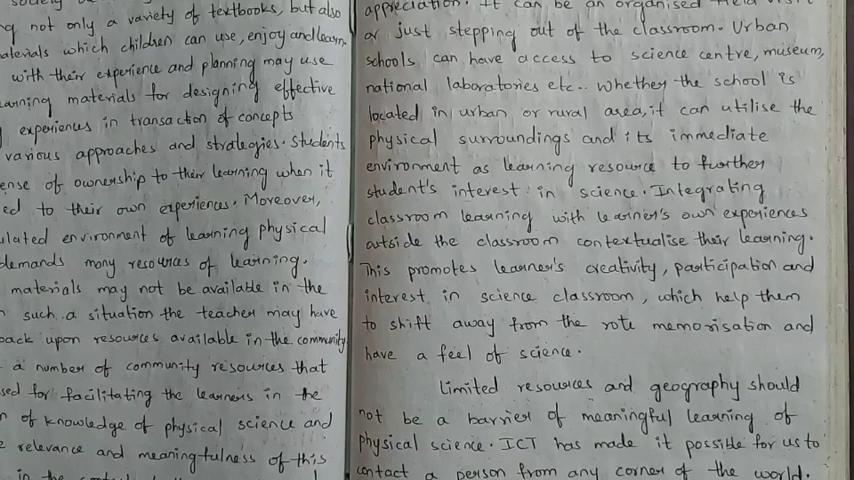 not only a variety of textbooks, but also
which children can use, enjoy and learn.
with their experience and planning may use
materials for designing effective
experiences in transaction of concepts
various approaches and strategies. Students
of ownership to their learning when it
to their own experiences. Moreover,
environment of learning physical
demands many resources of learning.
materials may not be available in the
such a situation the teacher may have
upon resources available in the community
a number of community resources that
for facilitating the learners in the
of knowledge of physical science and
relevance and meaningfulness of this
in the
appreciation. It can be an organised field visit
or just stepping out of the classroom. Urban
schools can have access to science centre, museum,
national laboratories etc.. Whether the school is
located in urban or rural area, it can utilise the
physical surroundings and its immediate
environment as learning resource to further
student's interest in science. Integrating
classroom learning with learner's own experiences
outside the classroom contextualise their learning.
This promotes learner's creativity, participation and
interest in science classroom, which help them
to shift away from the rote memorisation and
have a feel of science.
Limited resources and geography should
not be a barrier of meaningful learning of
physical science. ICT has made it possible for us to
contact a person from any corner of the world.